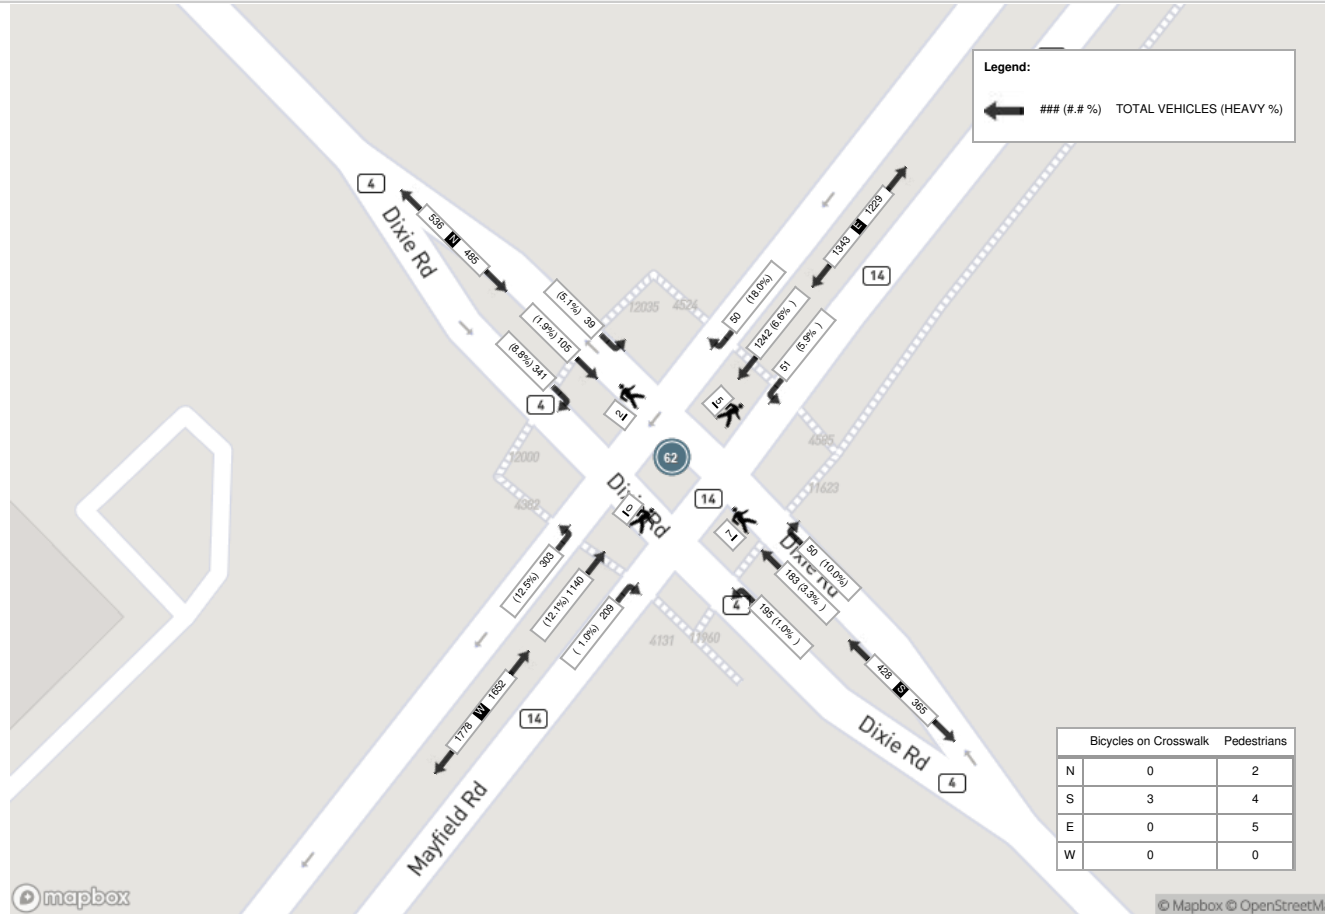 Legend:
### (#.# %) TOTAL VEHICLES (HEAVY %)
4
Dixie Rd
536 N 485
1343 E 1229
14
(5.1%) 39
(1.9%) 105
(8.8%) 341
50 (18.0%)
1242 (6.6% )
51 (5.9% )
12035
4524
4
2
5
4595
11623
12000
4382
62
Dixie Rd
14
0
7
Dixie Rd
(12.5%) 303
(12.1%) 1140
( 1.0%) 209
50 (10.0%)
183 (3.3% )
195 (1.0% )
4
4131
11960
1778 W 1652
14
428 S 365
Mayfield Rd
Dixie Rd
4
Bicycles on Crosswalk Pedestrians
N 0 2
S 3 4
E 0 5
W 0 0
mapbox
© Mapbox © OpenStreetM